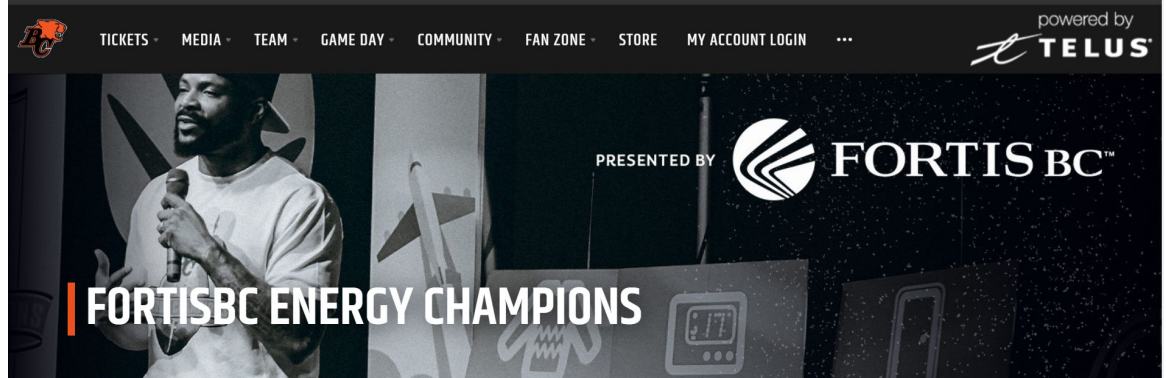 BC
TICKETS MEDIA TEAM GAME DAY COMMUNITY FAN ZONE STORE MY ACCOUNT LOGIN •••
powered by
TELUS®
PRESENTED BY
FORTIS BC™
FORTISBC ENERGY CHAMPIONS